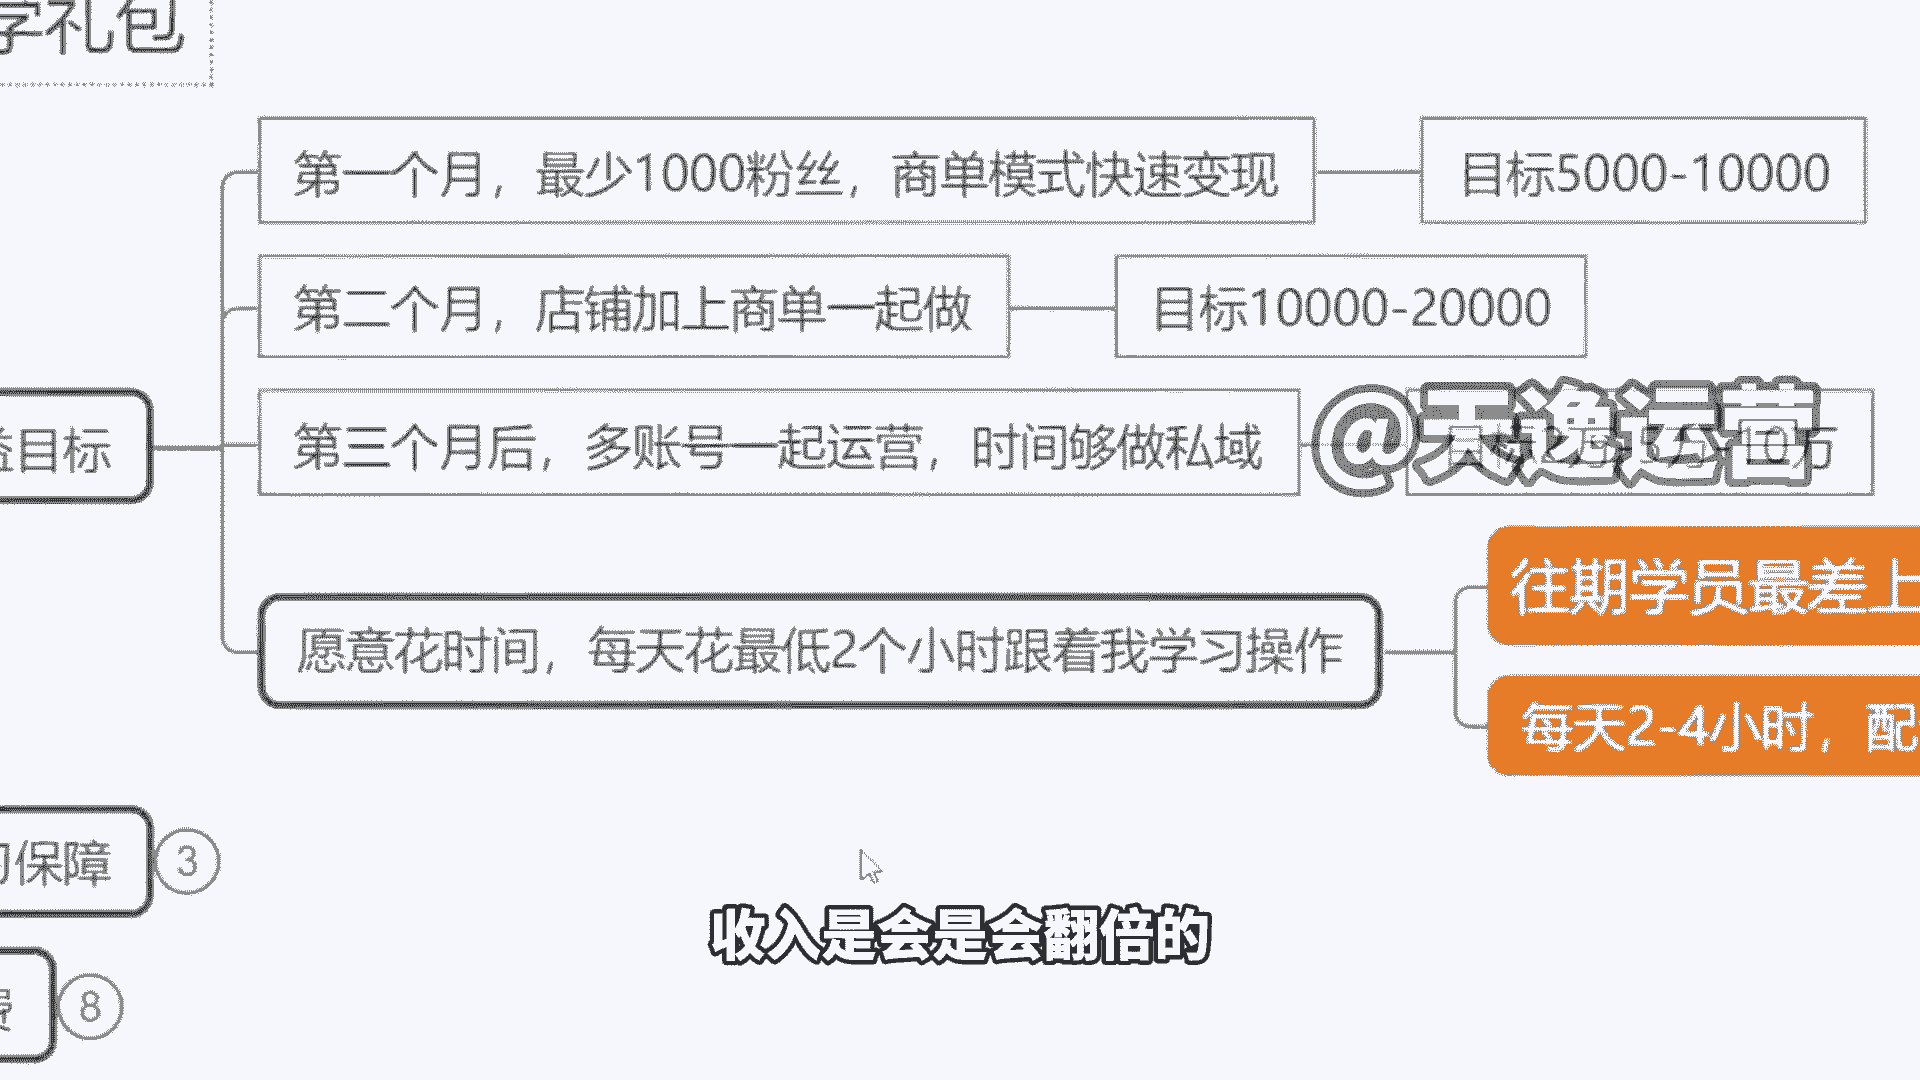 学礼包
第一个月，最少1000粉丝，商单模式快速变现
目标5000-10000
第二个月，店铺加上商单一起做
目标10000-20000
益目标
第三个月后，多账号一起运营，时间够做私域
@天逸运营
10万
愿意花时间，每天花最低2个小时跟着我学习操作
往期学员最差上
每天2-4小时，配
保障
3
收入是会是会翻倍的
费
8